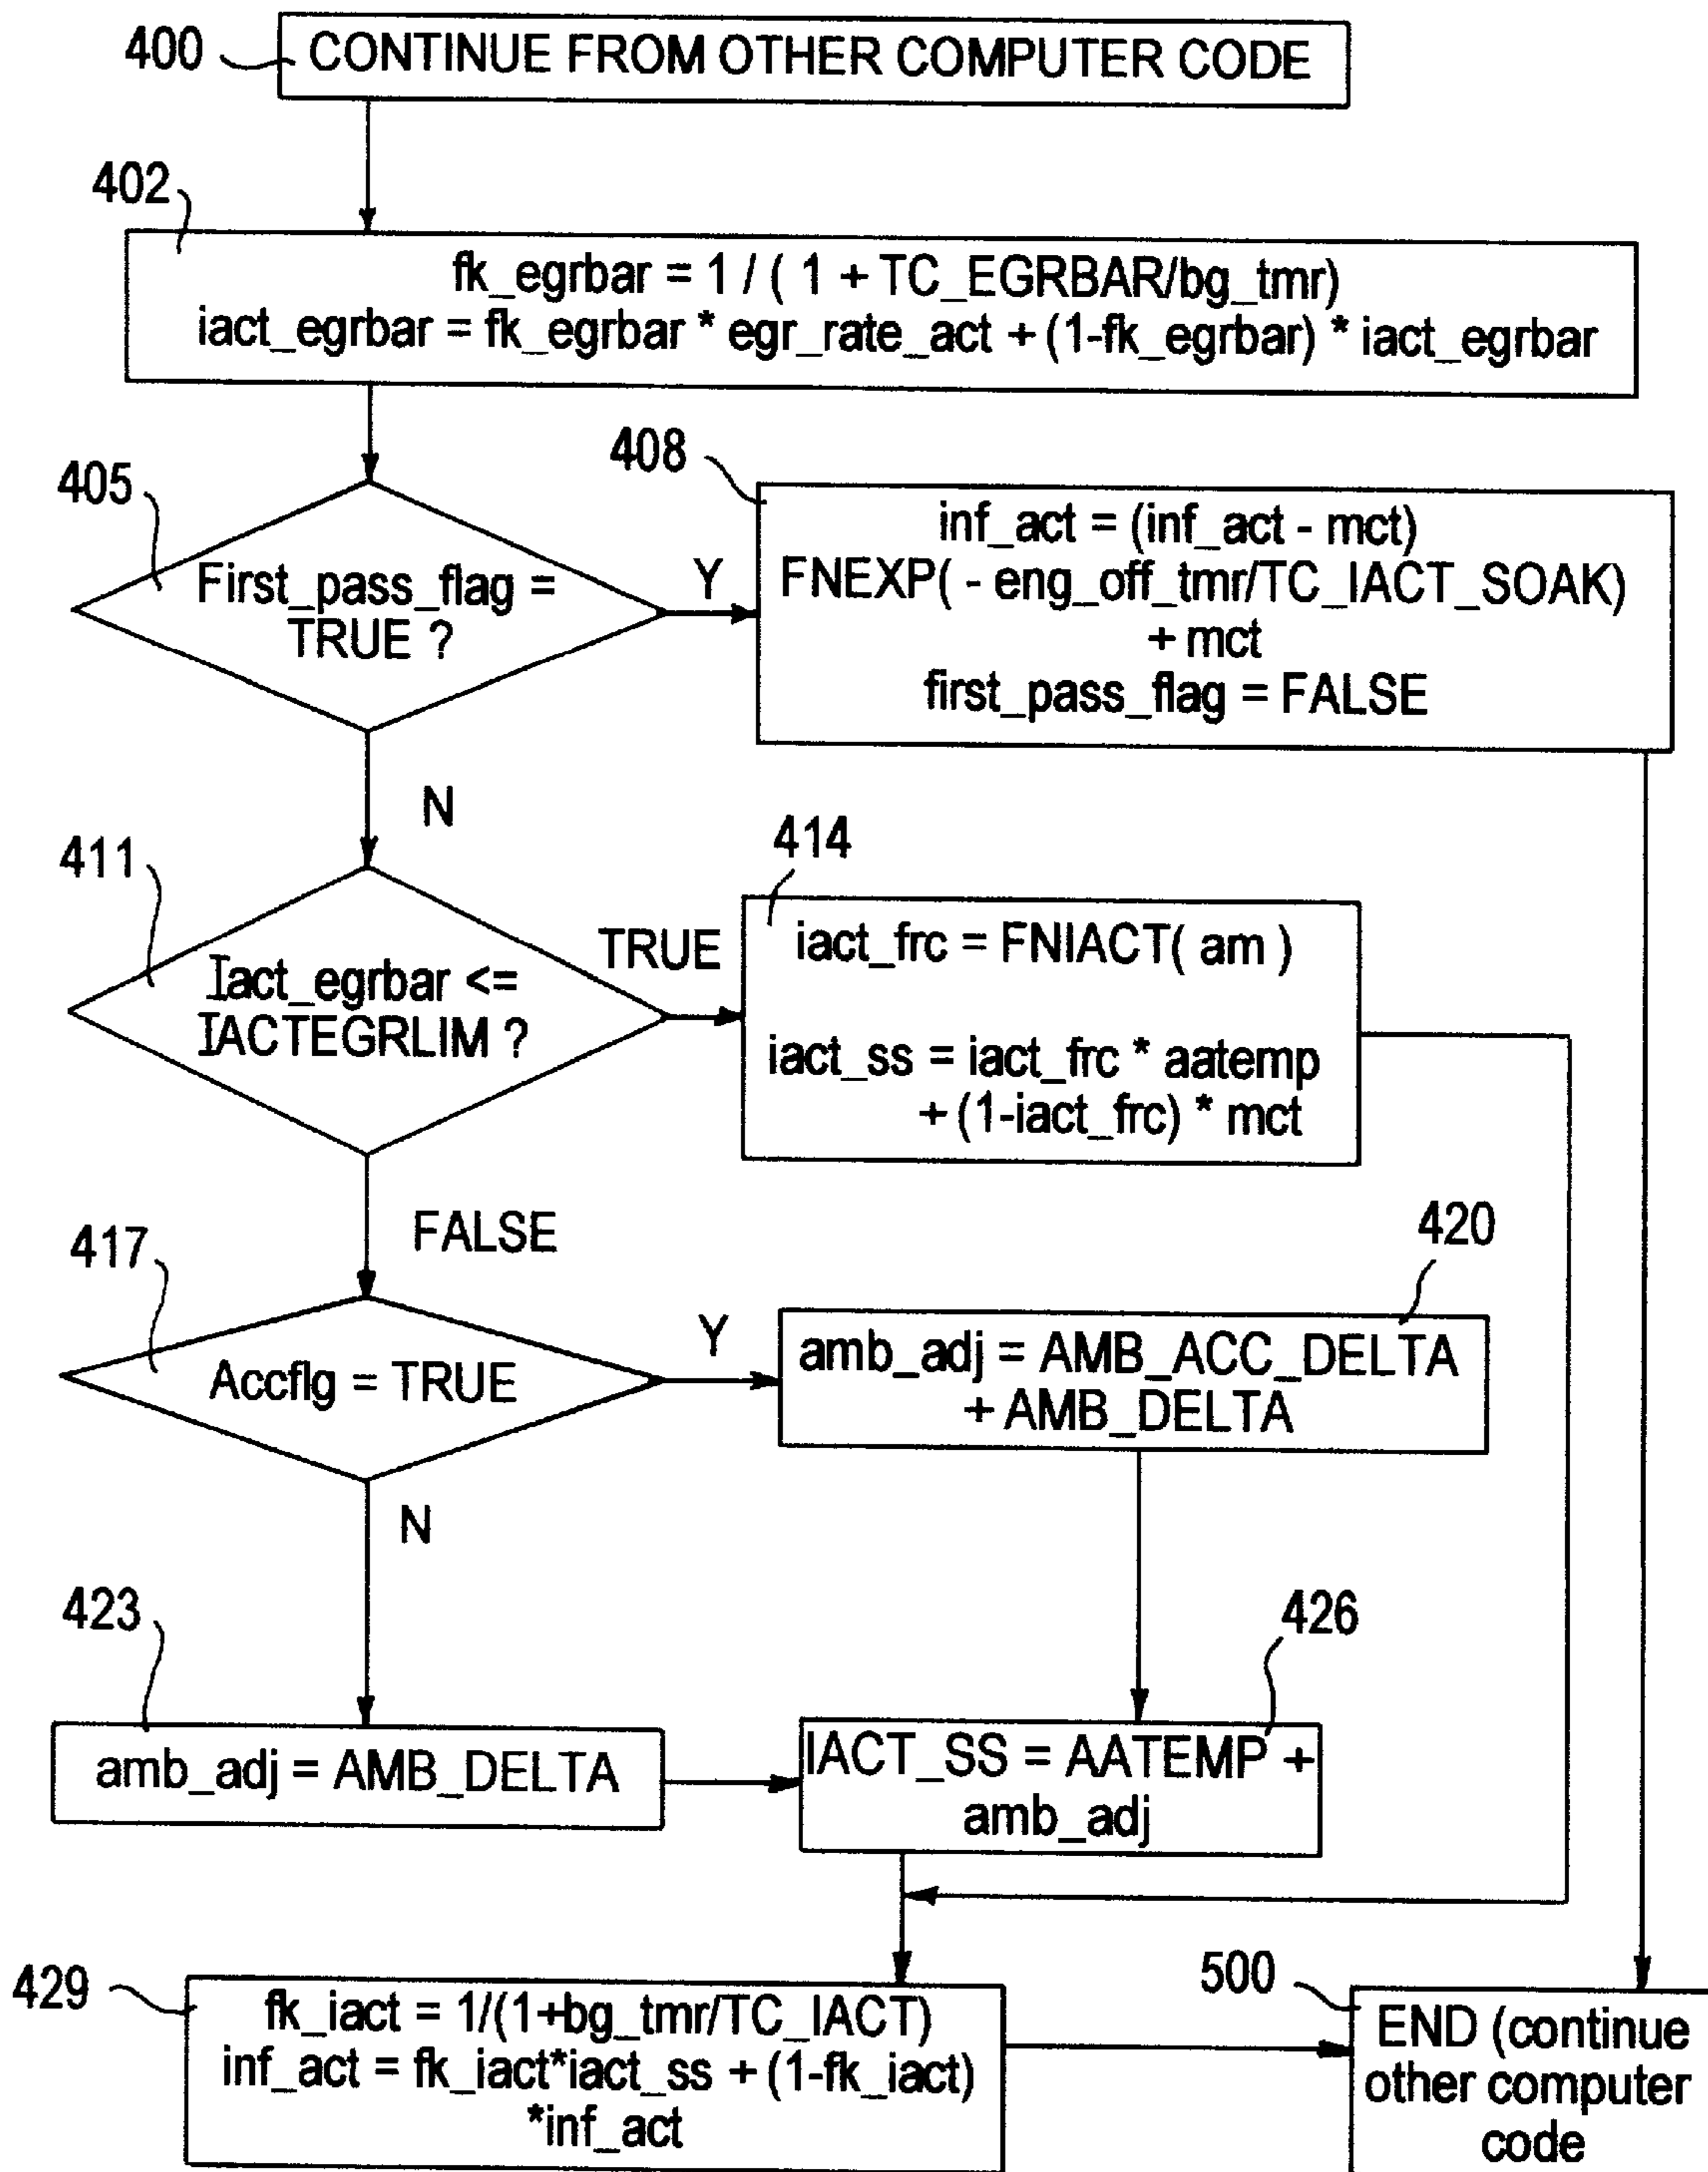 400
CONTINUE FROM OTHER COMPUTER CODE
402
fk_egrbar = 1 / ( 1 + TC_EGRBAR/bg_tmr)
iact_egrbar = fk_egrbar * egr_rate_act + (1-fk_egrbar) * iact_egrbar
405
First_pass_flag =
TRUE ?
Y
408
inf_act = (inf_act - mct)
FNEXP( - eng_off_tmr/TC_IACT_SOAK)
+ mct
first_pass_flag = FALSE
N
411
Iact_egrbar <=
IACTEGRLIM ?
TRUE
414
iact_frc = FNIACT( am )
iact_ss = iact_frc * aatemp
+ (1-iact_frc) * mct
FALSE
417
Accflg = TRUE
Y
420
amb_adj = AMB_ACC_DELTA
+ AMB_DELTA
N
423
amb_adj = AMB_DELTA
426
IACT_SS = AATEMP +
amb_adj
429
fk_iact = 1/(1+bg_tmr/TC_IACT)
inf_act = fk_iact*iact_ss + (1-fk_iact)
*inf_act
500
END (continue
other computer
code